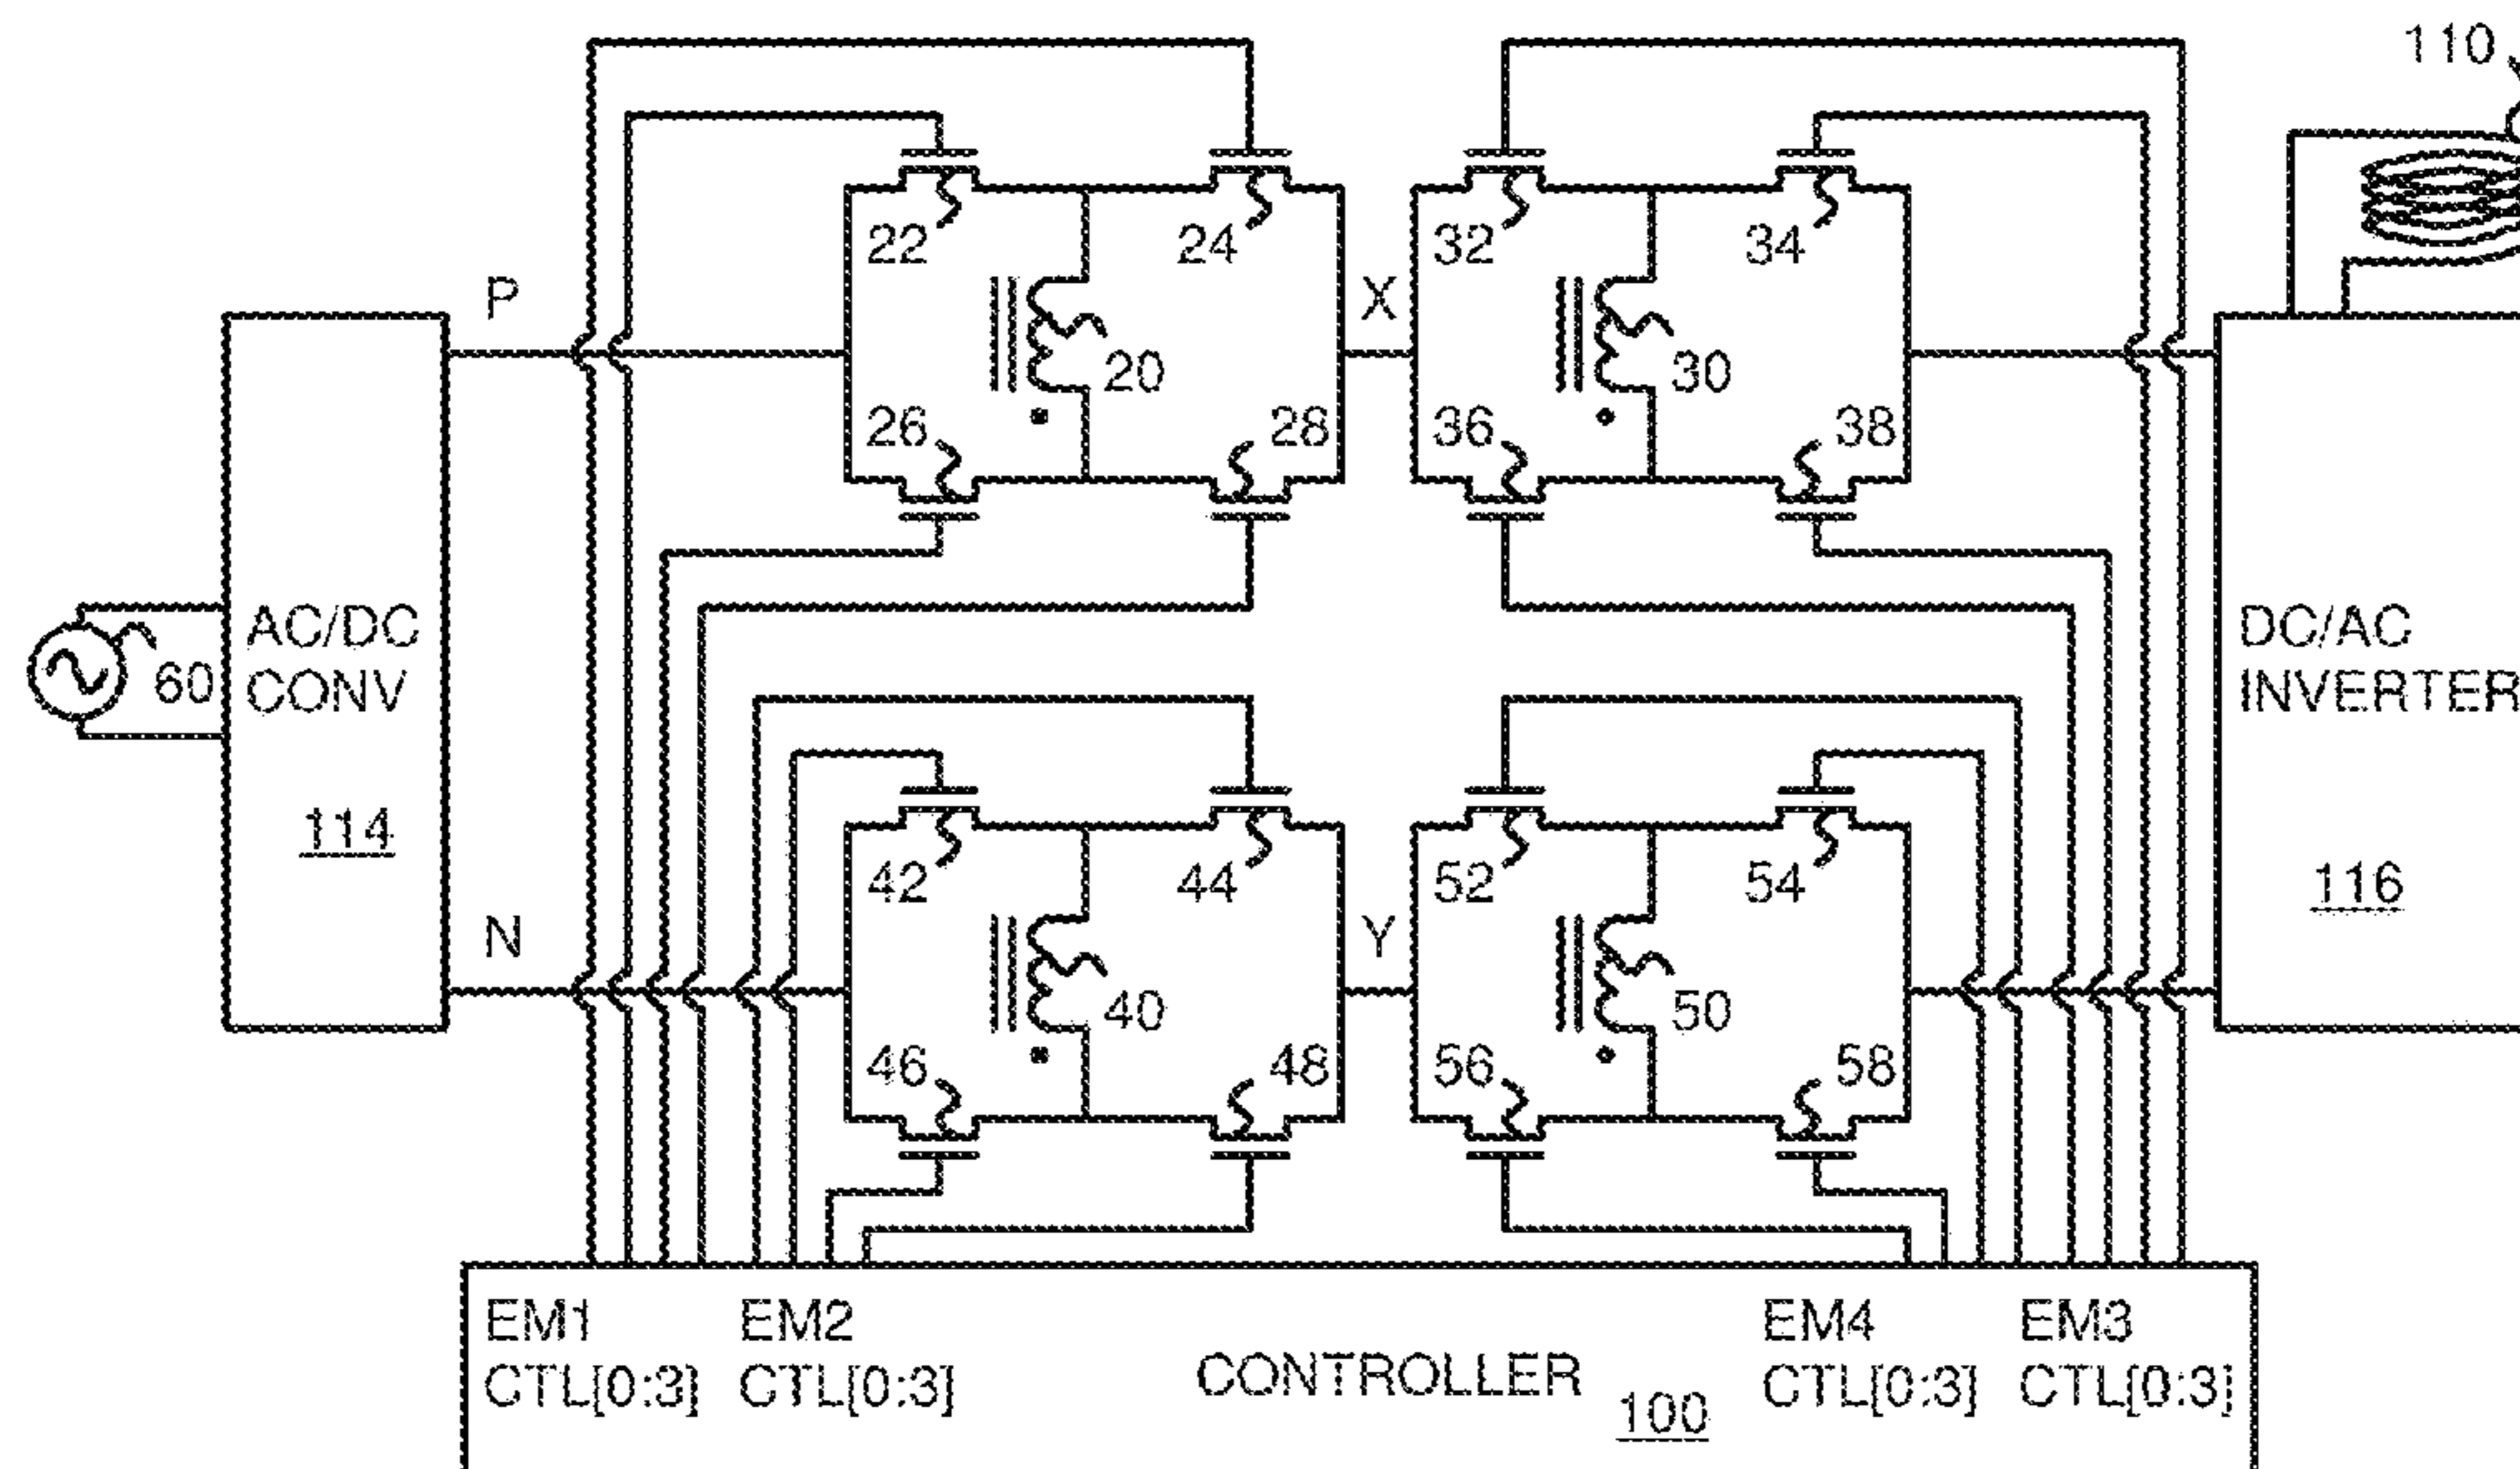 110
22
24
32
34
P
X
20
30
26
28
36
38
60
AC/DC
CONV
114
DC/AC
INVERTER
116
42
44
52
54
N
Y
40
50
46
48
56
58
EM1
CTL[0:3]
EM2
CTL[0:3]
CONTROLLER
100
EM4
CTL[0:3]
EM3
CTL[0:3]